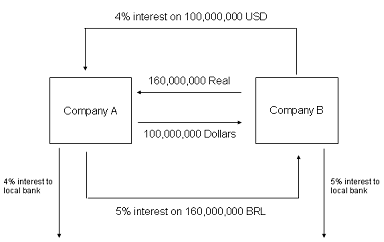 4% interest on 100,000,000 USD
160,000,000 Real
Company A
Company B
100,000,000 Dollars
4% interest to
local bank
5% interest to
local bank
5% interest on 160,000,000 BRL